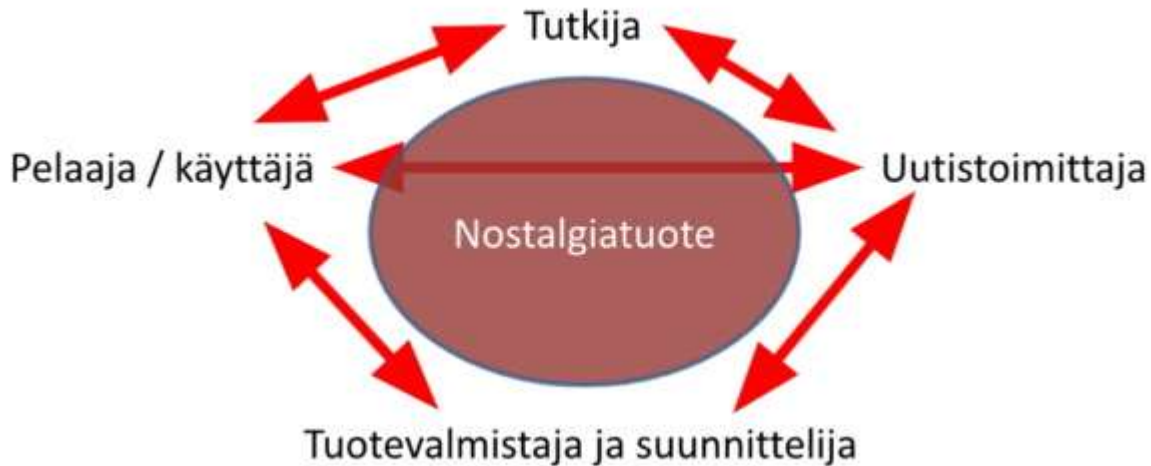 Tutkija
Pelaaja / käyttäjä
Uutistoimittaja
Nostalgiatuote
Tuotevalmistaja ja suunnittelija